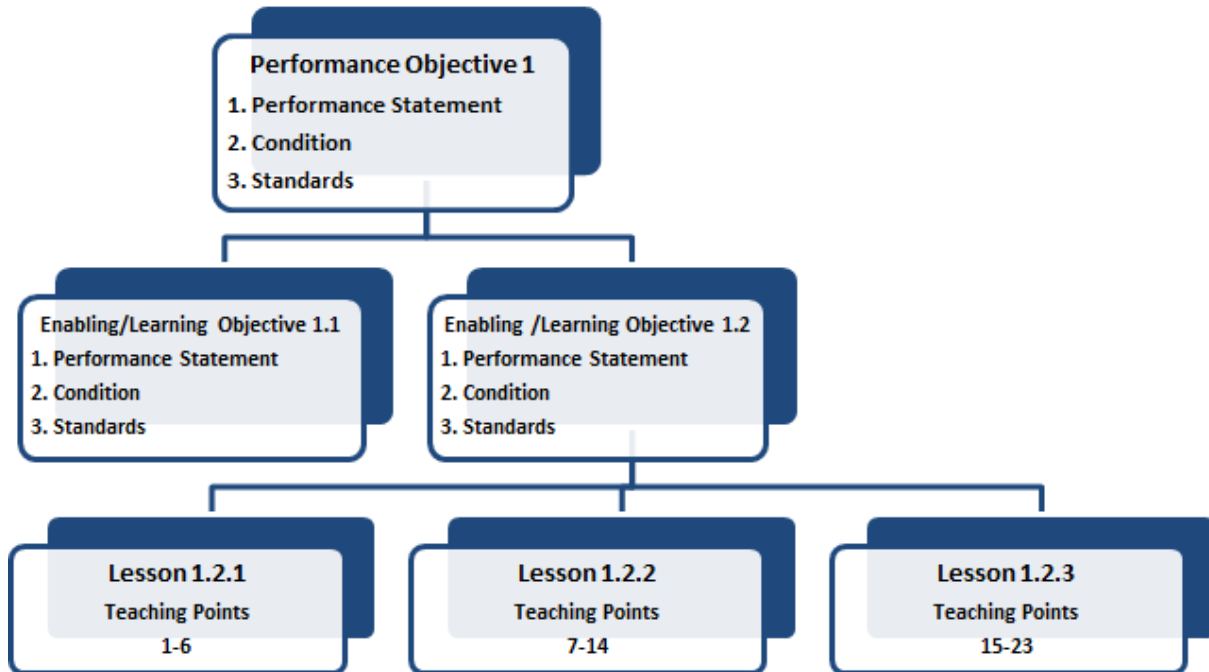 Performance Objective 1
1. Performance Statement
2. Condition
3. Standards
Enabling/Learning Objective 1.1
1. Performance Statement
2. Condition
3. Standards
Enabling /Learning Objective 1.2
1. Performance Statement
2. Condition
3. Standards
Lesson 1.2.1
Teaching Points
1-6
Lesson 1.2.2
Teaching Points
7-14
Lesson 1.2.3
Teaching Points
15-23